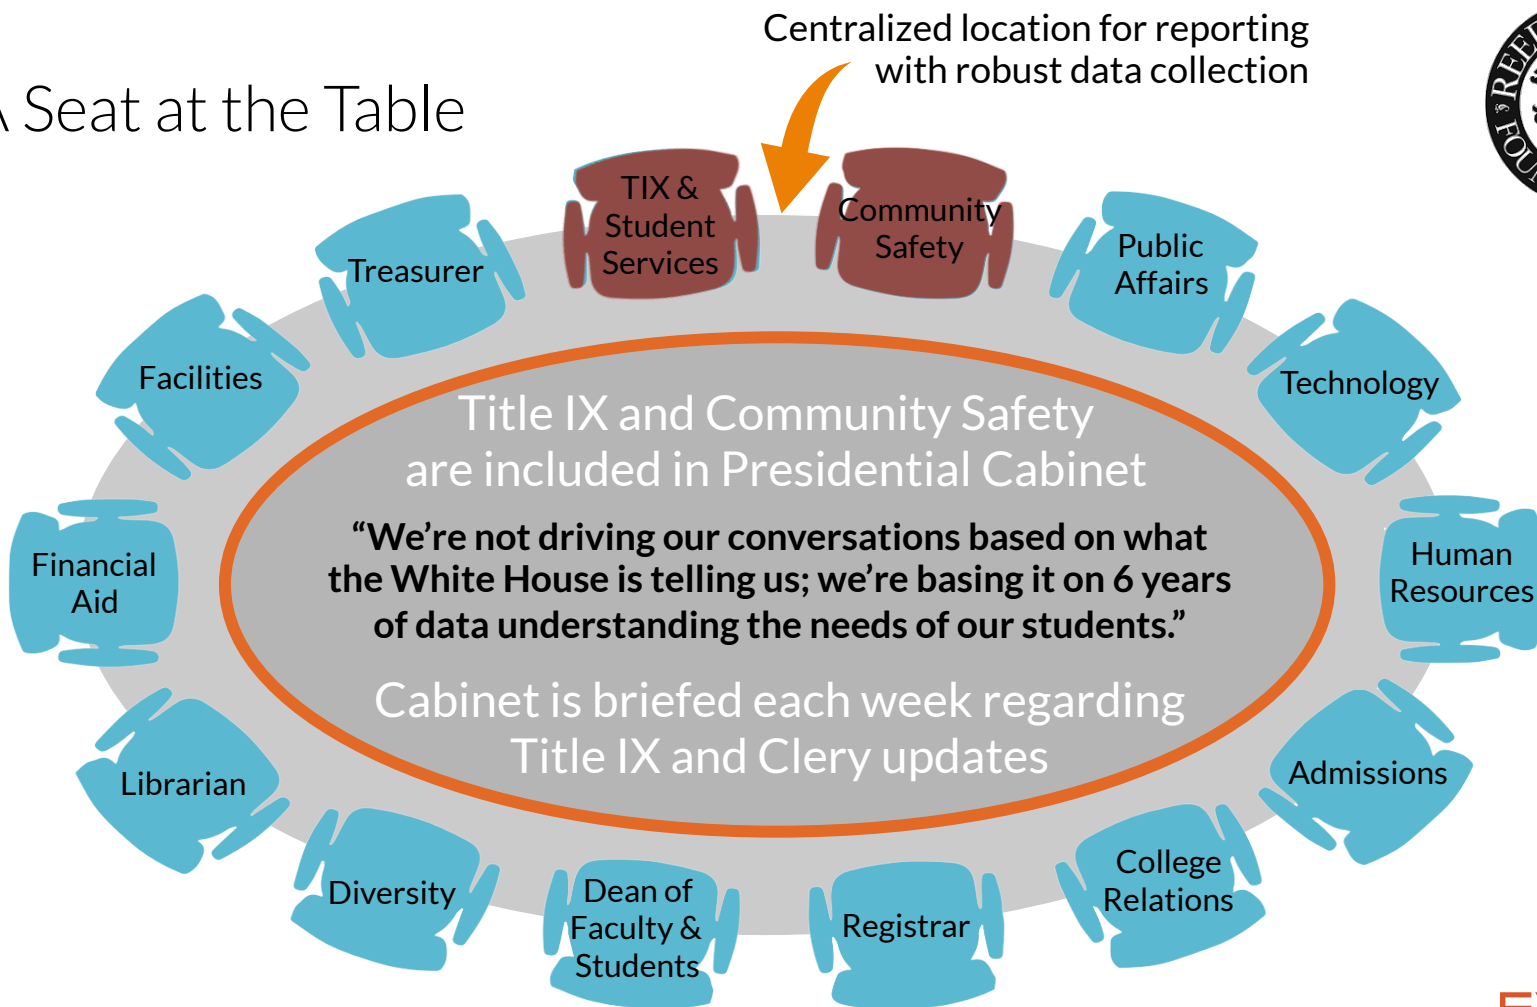 Centralized location for reporting
with robust data collection
A Seat at the Table
TIX &
Student
Services
Community
Safety
Treasurer
Public
Affairs
Facilities
Technology
Title IX and Community Safety
are included in Presidential Cabinet
“We’re not driving our conversations based on what
the White House is telling us; we’re basing it on 6 years
of data understanding the needs of our students.”
Cabinet is briefed each week regarding
Title IX and Clery updates
Financial
Aid
Human
Resources
Librarian
Admissions
Diversity
Dean of
Faculty &
Students
Registrar
College
Relations